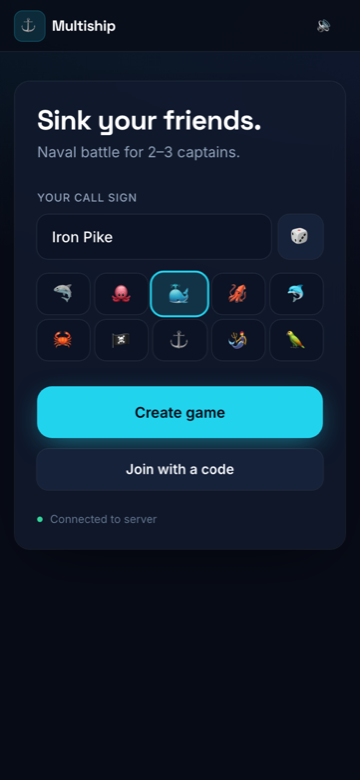 Multiship
Sink your friends.
Naval battle for 2–3 captains.
YOUR CALL SIGN
Iron Pike
Create game
Join with a code
Connected to server